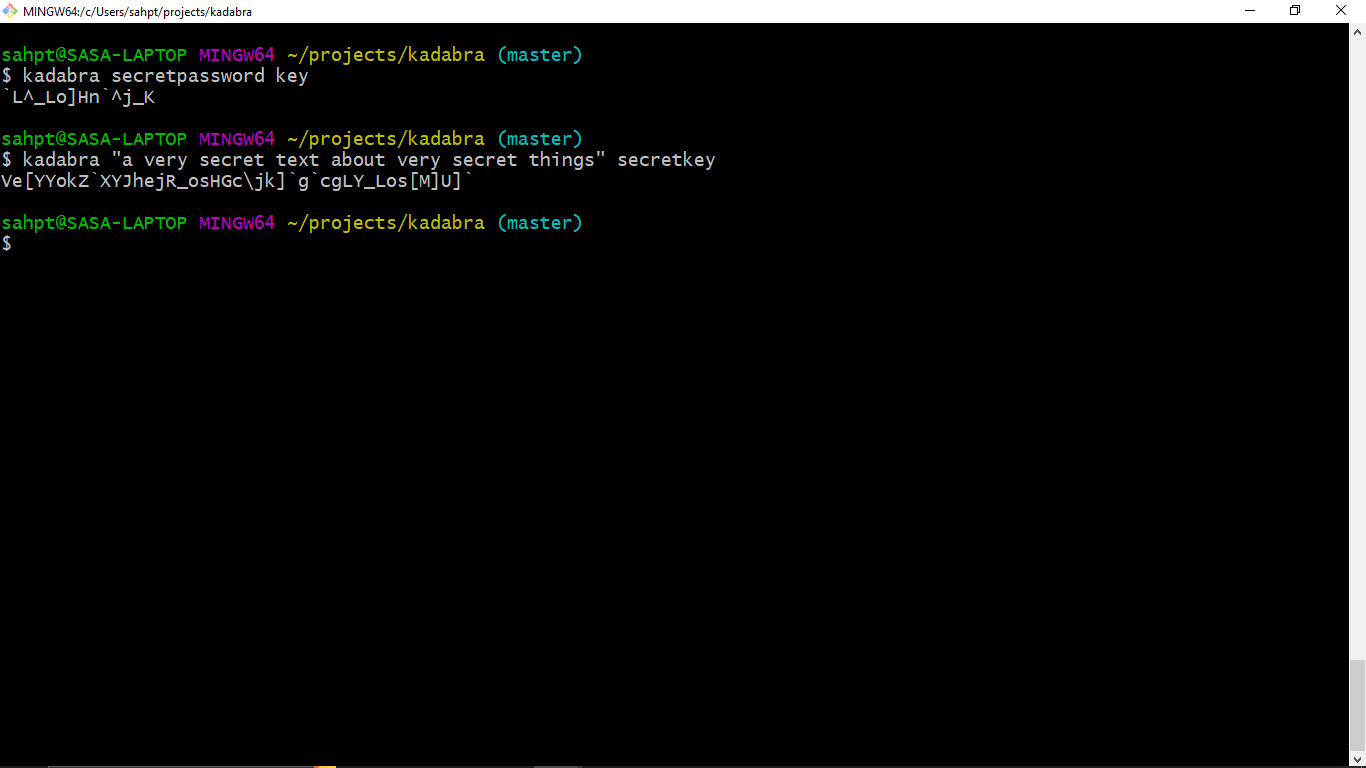 MINGW64:/c/Users/sahpt/projects/kadabra
sahpt@SASA-LAPTOP MINGW64 ~/projects/kadabra (master)
$ kadabra secretpassword key
`L^_Lo]Hn`^j_K
sahpt@SASA-LAPTOP MINGW64 ~/projects/kadabra (master)
$ kadabra "a very secret text about very secret things" secretkey
Ve[YYokZ`XYJhejR_osHGc\jk]`g`cgLY_Los[M]U]`
sahpt@SASA-LAPTOP MINGW64 ~/projects/kadabra (master)
$